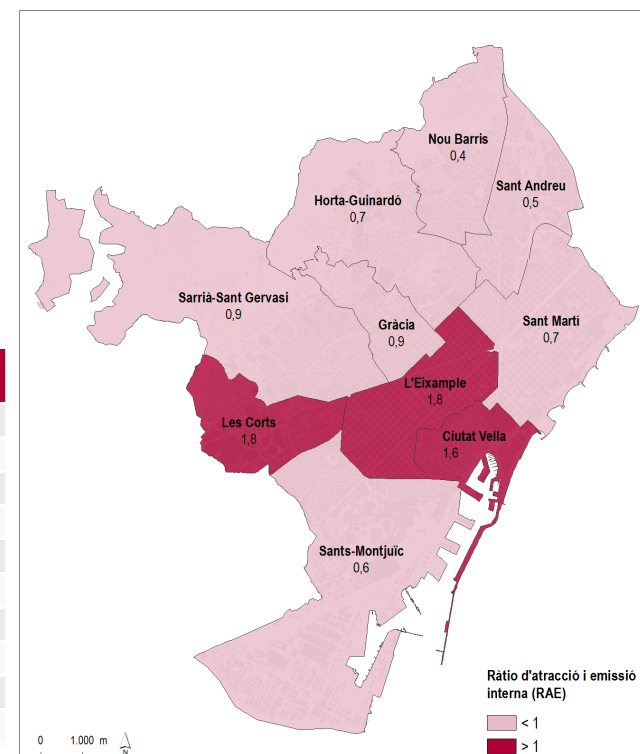 Nou Barris
0,4
Sant Andreu
0,5
Horta-Guinardó
0,7
Sarrià-Sant Gervasi
0,9
Gràcia
0,9
Sant Martí
0,7
L'Eixample
1,8
Les Corts
1,8
Ciutat Vella
1,6
Sants-Montjuïc
0,6
Ràtio d'atracció i emissió
interna (RAE)
< 1
> 1
0 1.000 m
N